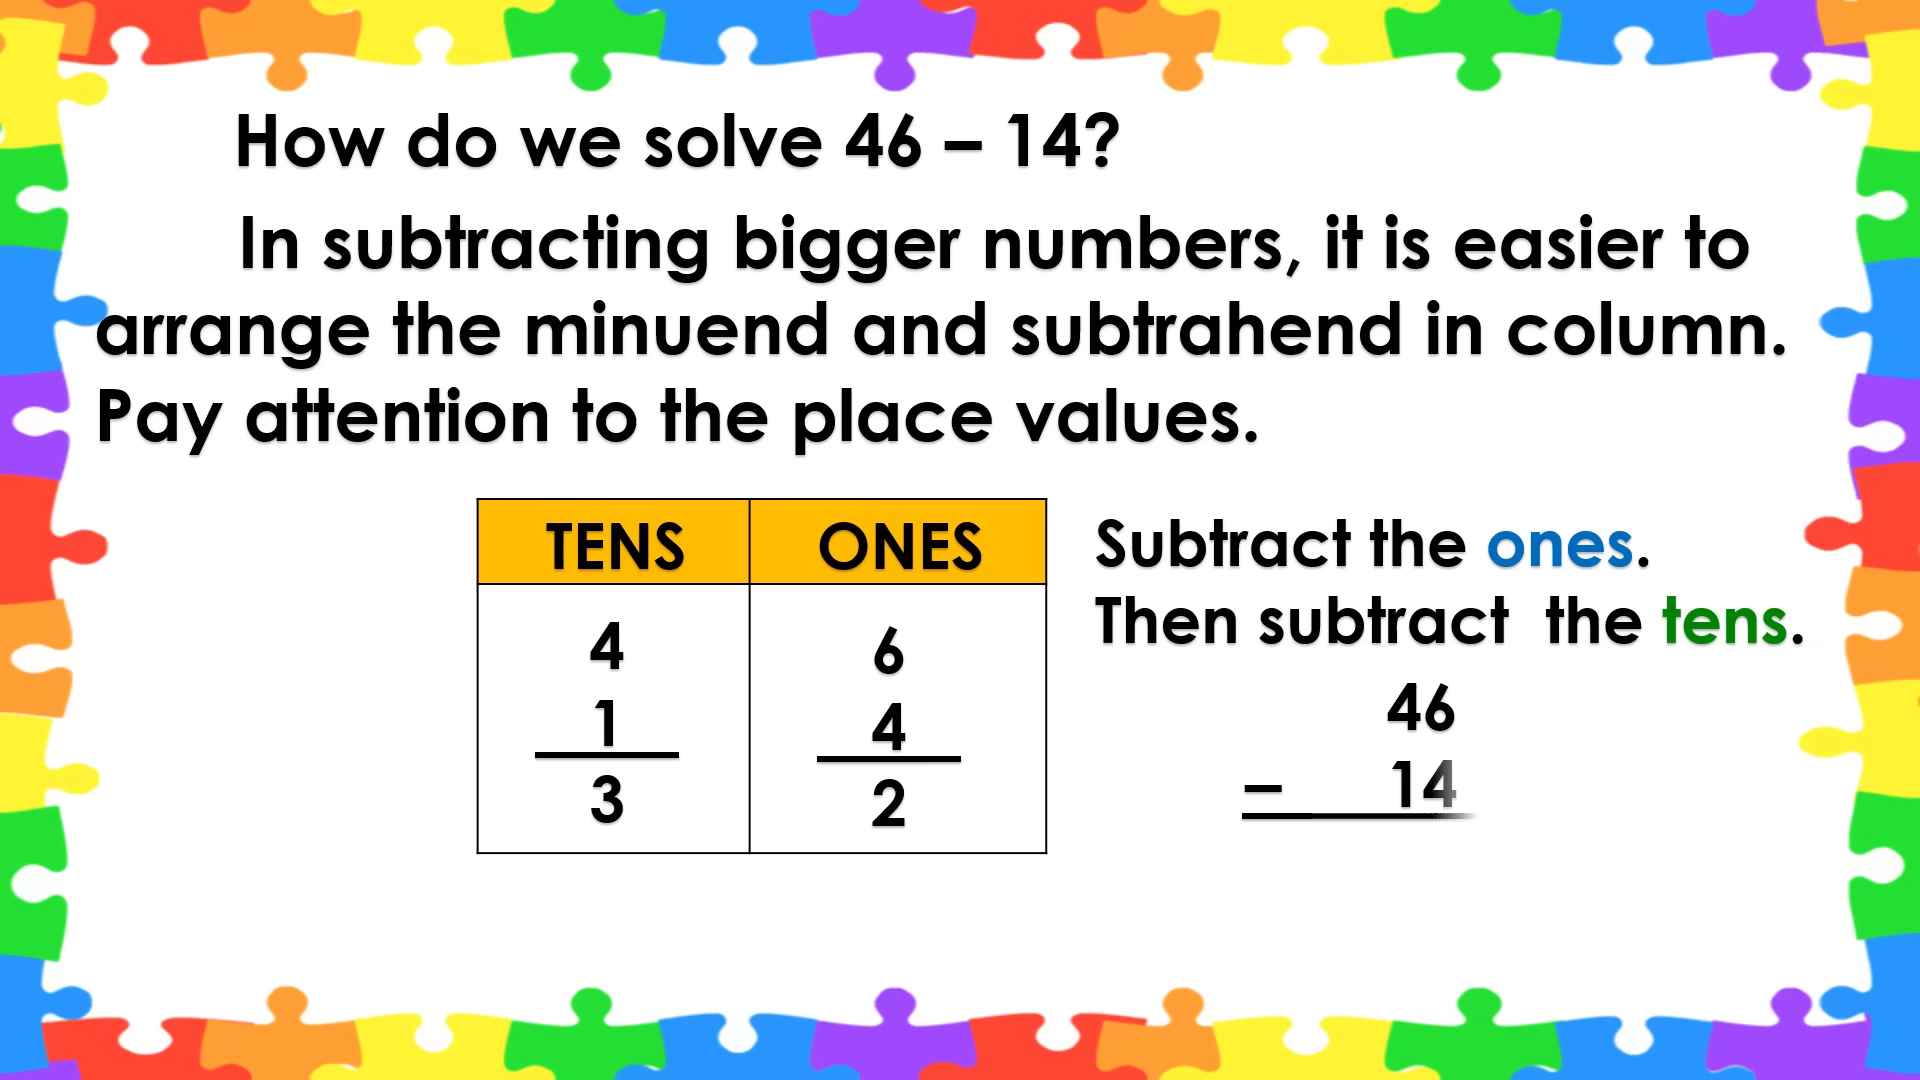 How do we solve 46 – 14?
In subtracting bigger numbers, it is easier to
arrange the minuend and subtrahend in column.
Pay attention to the place values.
TENS ONES
4 6
1 4
3 2
Subtract the ones.
Then subtract the tens.
46
– 14